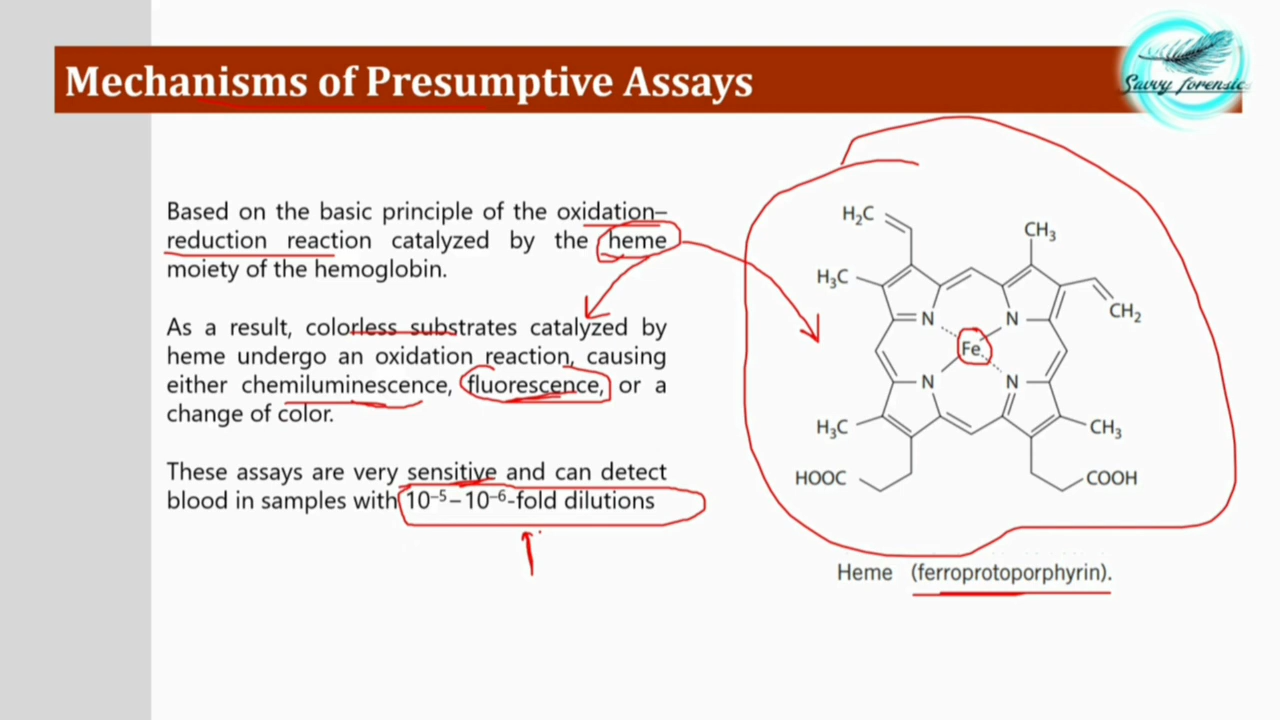 Mechanisms of Presumptive Assays
Savvy forensics
Based on the basic principle of the oxidation–
reduction reaction catalyzed by the heme
moiety of the hemoglobin.
As a result, colorless substrates catalyzed by
heme undergo an oxidation reaction, causing
either chemiluminescence, fluorescence, or a
change of color.
These assays are very sensitive and can detect
blood in samples with 10⁻⁵–10⁻⁶-fold dilutions
H₂C
CH₃
H₃C
CH₂
N N
Fe
N N
H₃C
CH₃
HOOC
COOH
Heme (ferroprotoporphyrin).